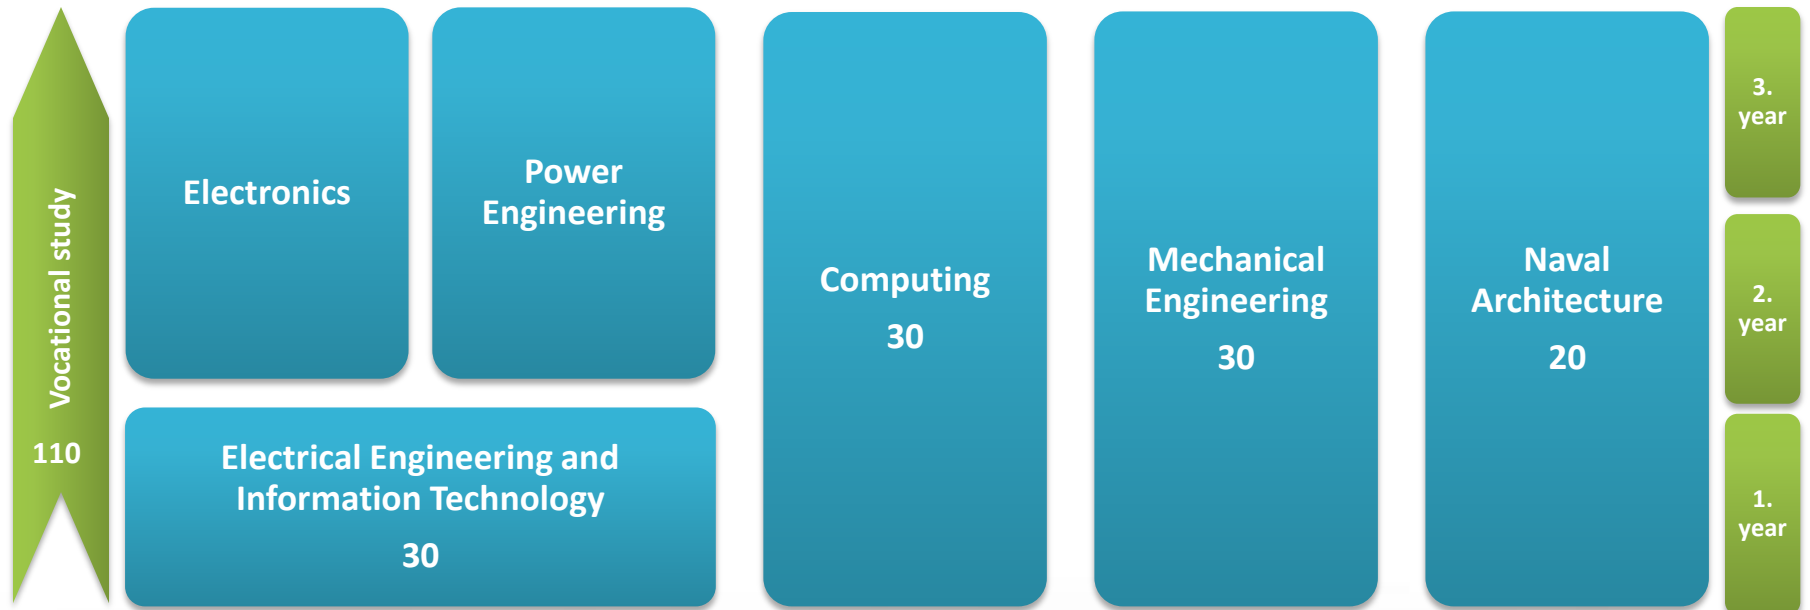 Vocational study
110
Electronics
Power
Engineering
Electrical Engineering and
Information Technology
30
Computing
30
Mechanical
Engineering
30
Naval
Architecture
20
3.
year
2.
year
1.
year